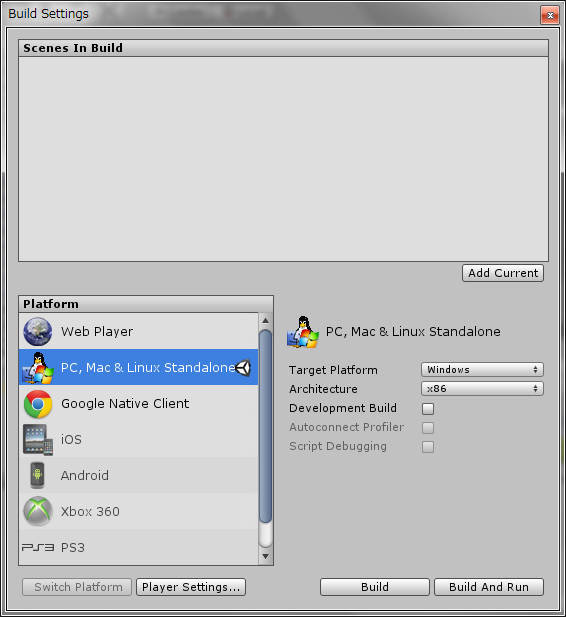 Build Settings
Scenes In Build
Add Current
Platform
Web Player
PC, Mac & Linux Standalone
Google Native Client
iOS
Android
Xbox 360
PS3
PS3
PC, Mac & Linux Standalone
Target Platform
Windows
Architecture
x86
Development Build
Autoconnect Profiler
Script Debugging
Switch Platform
Player Settings...
Build
Build And Run